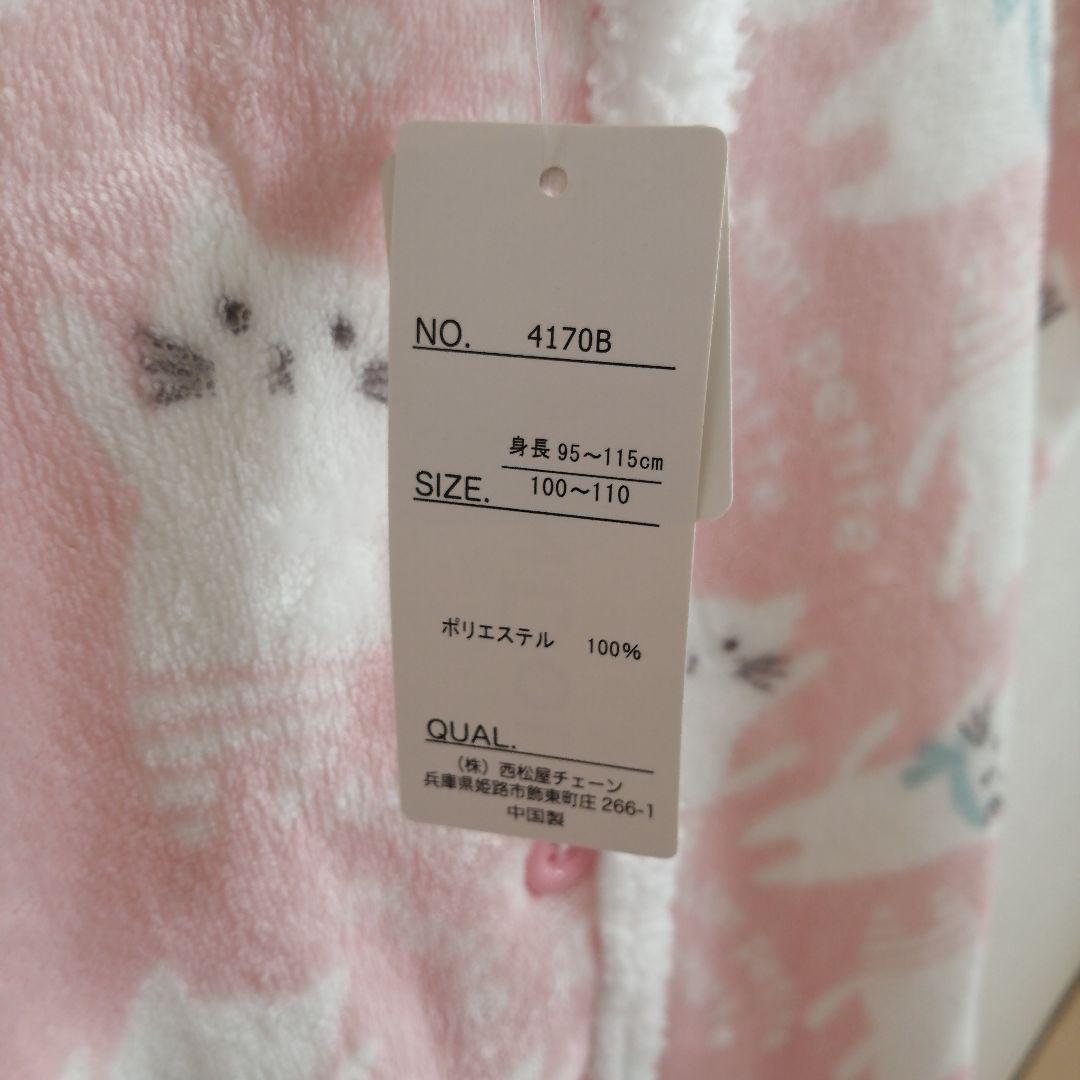 NO. 4170B
身長 95～115cm
SIZE. 100～110
ポリエステル 100%
QUAL.
(株) 西松屋チェーン
兵庫県姫路市飾東町庄 266-1
中国製
petite